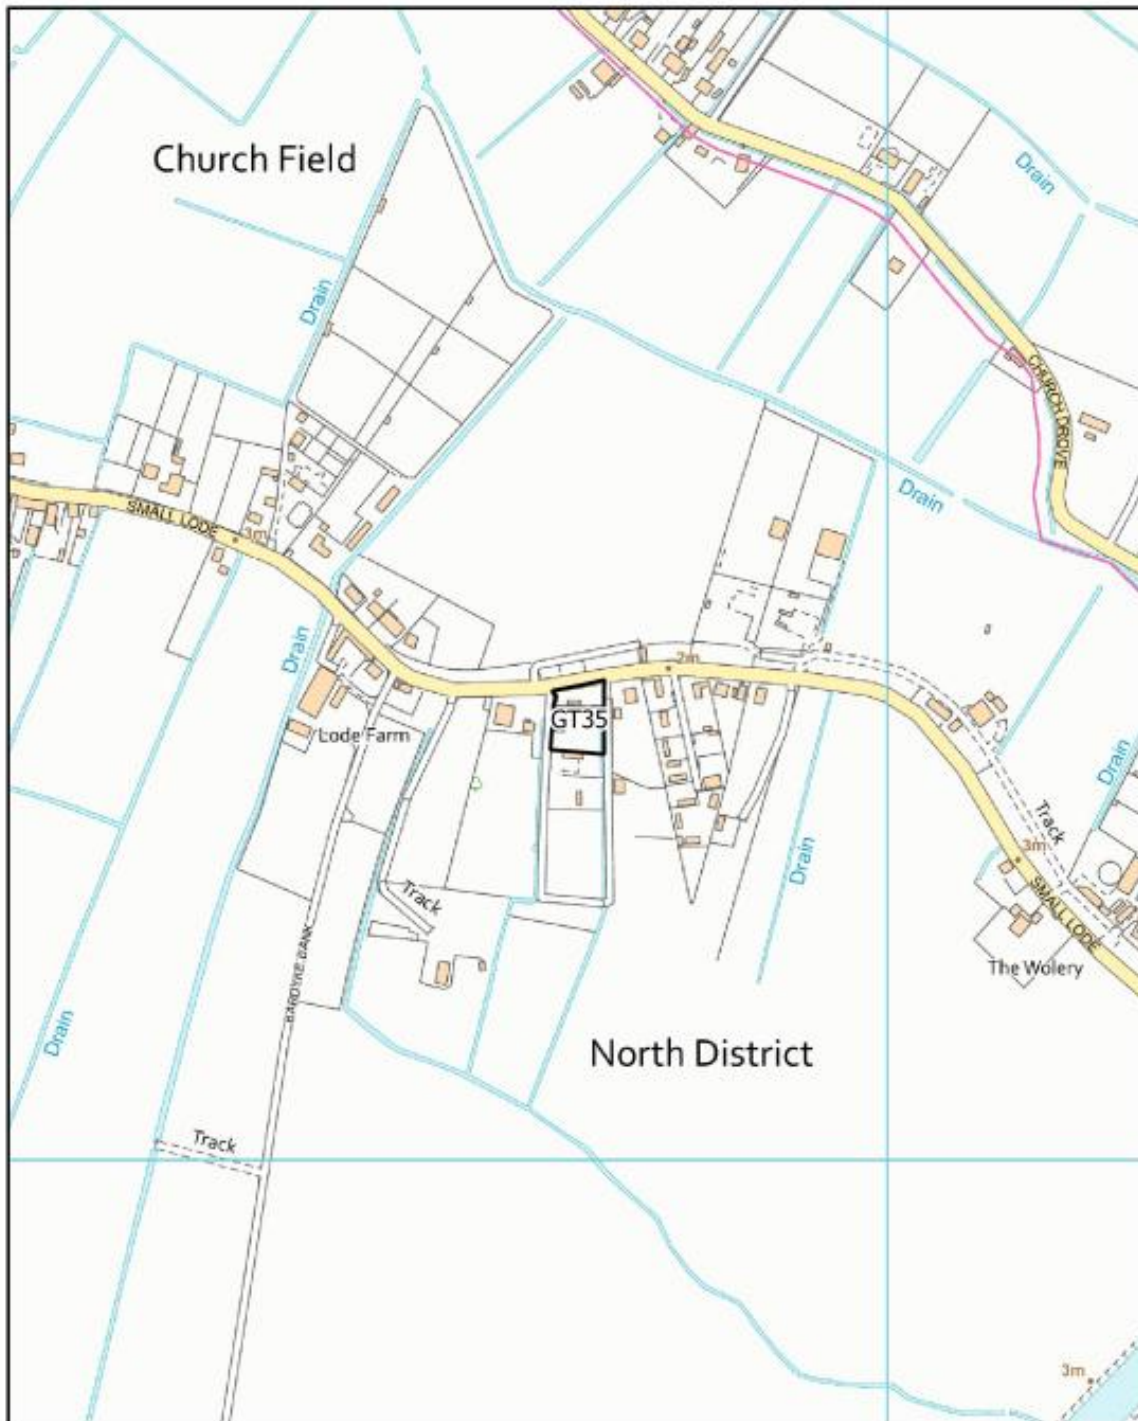 Church Field
Drain
Drain
CHURCH DROVE
Drain
SMALL LODE
Drain
2m
GT35
Lode Farm
Drain
Track
3m
Drain
Track
SMALL LODE
The Wolery
BARDYKE BANK
Drain
North District
Track
3m